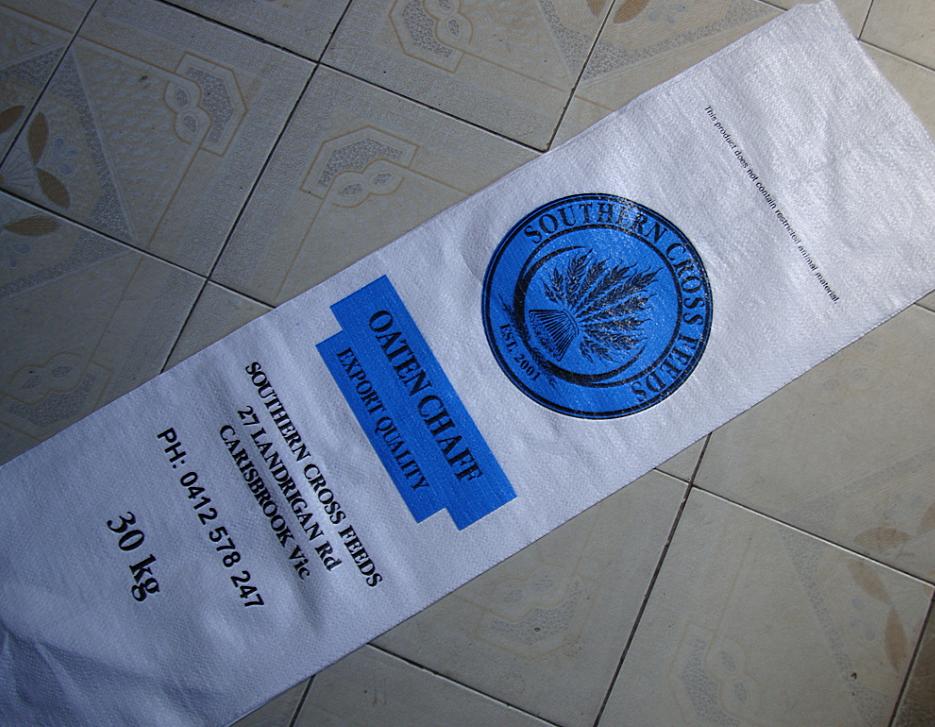 This product does not contain restricted animal material.
SOUTHERN CROSS FEEDS
EST. 2001
OATEN CHAFF
EXPORT QUALITY
SOUTHERN CROSS FEEDS
27 LANDRIGAN Rd
CARISBROOK Vic
PH: 0412 578 247
30 kg